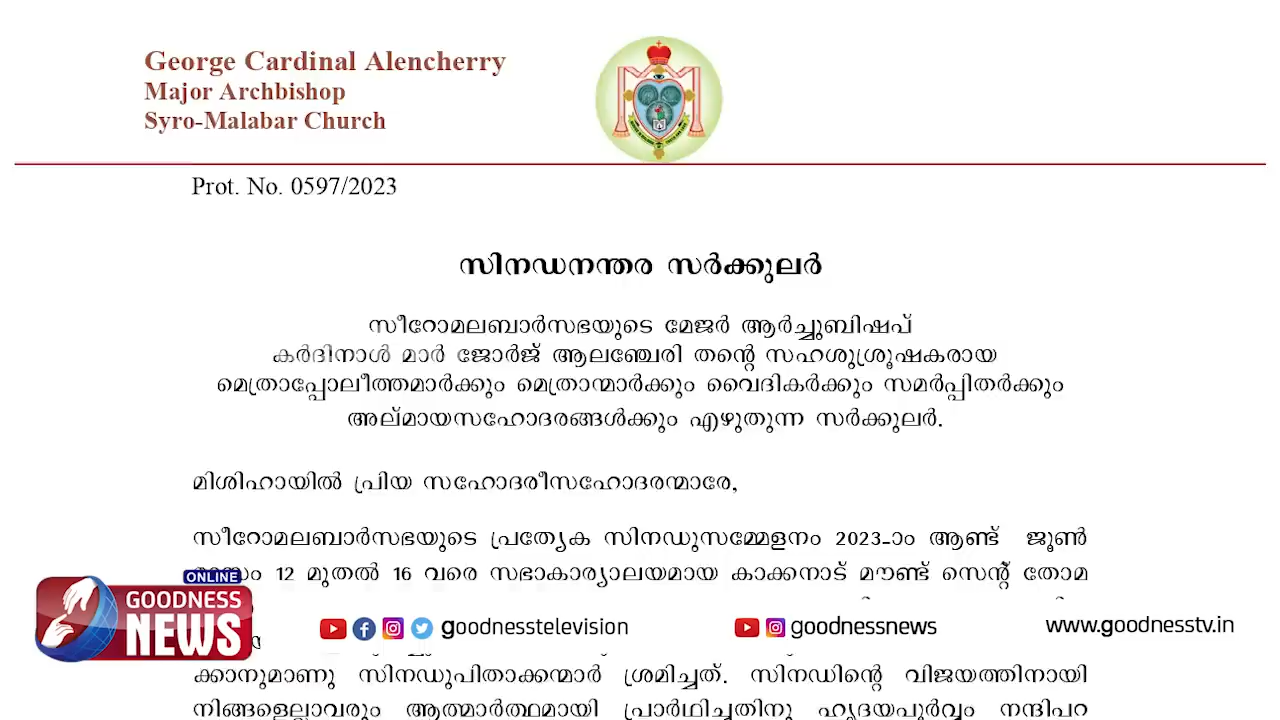 George Cardinal Alencherry
Major Archbishop
Syro-Malabar Church
Prot. No. 0597/2023
സിനഡനന്തര സർക്കുലർ
സീറോമലബാർസഭയുടെ മേജർ ആർച്ചുബിഷപ്
കർദിനാൾ മാർ ജോർജ് ആലഞ്ചേരി തന്റെ സഹശുശ്രൂഷകരായ
മെത്രാപ്പോലീത്തമാർക്കും മെത്രാന്മാർക്കും വൈദികർക്കും സമർപ്പിതർക്കും
അല്മായസഹോദരങ്ങൾക്കും എഴുതുന്ന സർക്കുലർ.
മിശിഹായിൽ പ്രിയ സഹോദരീസഹോദരന്മാരേ,
സീറോമലബാർസഭയുടെ പ്രത്യേക സിനഡുസമ്മേളനം 2023-ാം ആണ്ട് ജൂൺ
12 മുതൽ 16 വരെ സഭാകാര്യാലയമായ കാക്കനാട് മൗണ്ട് സെന്റ് തോമ
ONLINE
GOODNESS
NEWS
goodnesstelevision
goodnessnews
www.goodnesstv.in
ക്കാനുമാണു സിനഡുപിതാക്കന്മാർ ശ്രമിച്ചത്. സിനഡിന്റെ വിജയത്തിനായി
നിങ്ങളെല്ലാവരും ആത്മാർത്ഥമായി പ്രാർഥിച്ചതിനു ഹൃദയപൂർവ്വം നന്ദിപറ